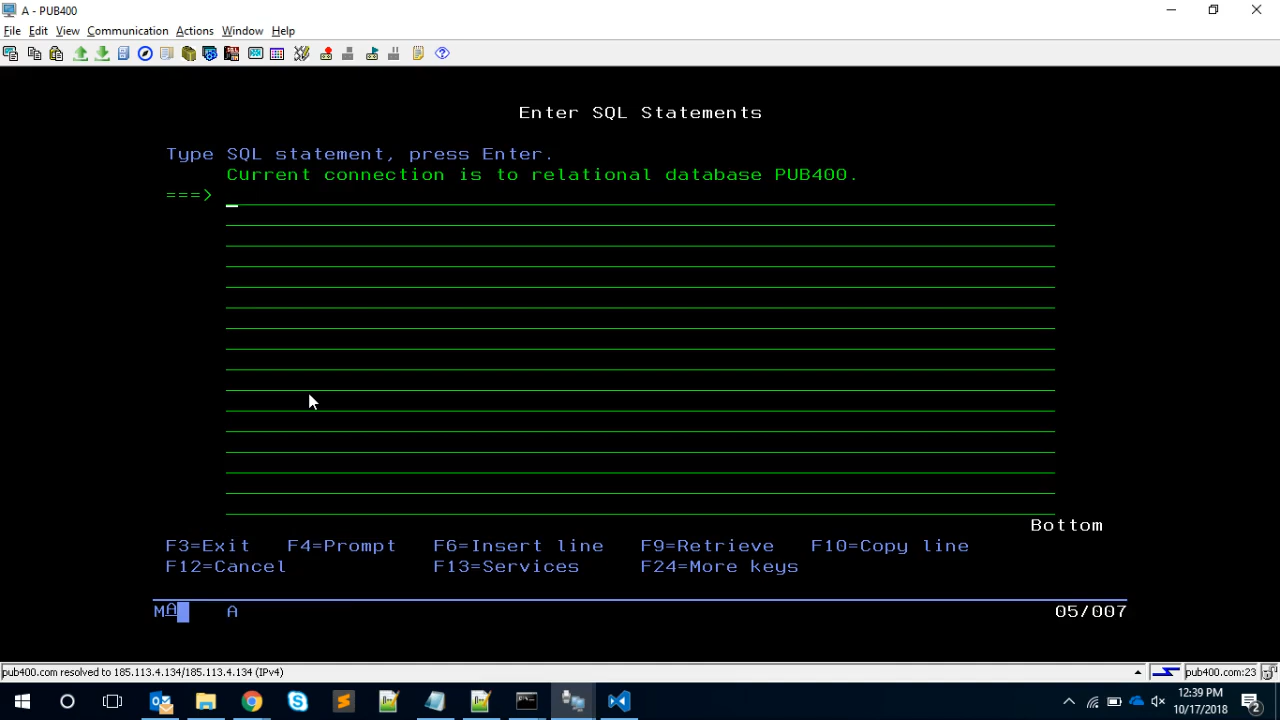 A - PUB400
File Edit View Communication Actions Window Help
Enter SQL Statements
Type SQL statement, press Enter.
Current connection is to relational database PUB400.
===>
Bottom
F3=Exit F4=Prompt F6=Insert line F9=Retrieve F10=Copy line
F12=Cancel F13=Services F24=More keys
MA A 05/007
pub400.com resolved to 185.113.4.134/185.113.4.134 (IPv4) pub400.com:23
12:39 PM
10/17/2018
2